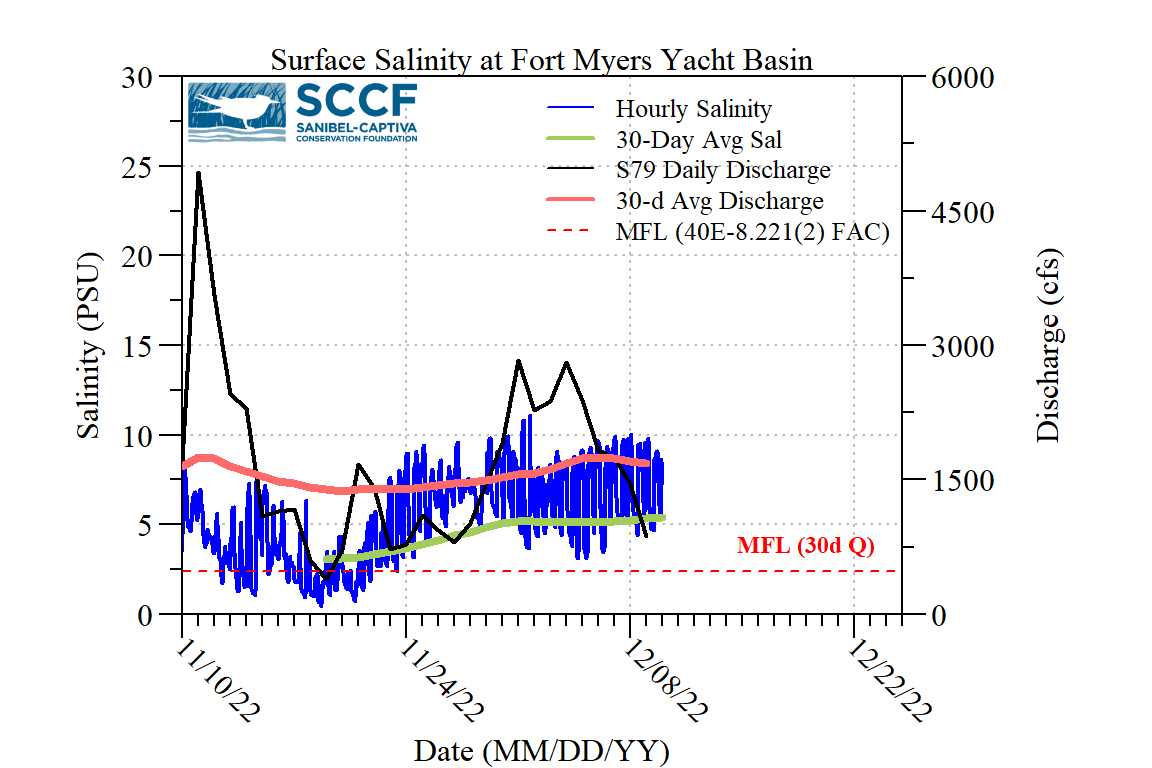 Surface Salinity at Fort Myers Yacht Basin
SCCF
SANIBEL-CAPTIVA
CONSERVATION FOUNDATION
Hourly Salinity
30-Day Avg Sal
S79 Daily Discharge
30-d Avg Discharge
MFL (40E-8.221(2) FAC)
30
25
20
15
10
5
0
Salinity (PSU)
6000
4500
3000
1500
0
Discharge (cfs)
MFL (30d Q)
11/10/22
11/24/22
12/08/22
12/22/22
Date (MM/DD/YY)